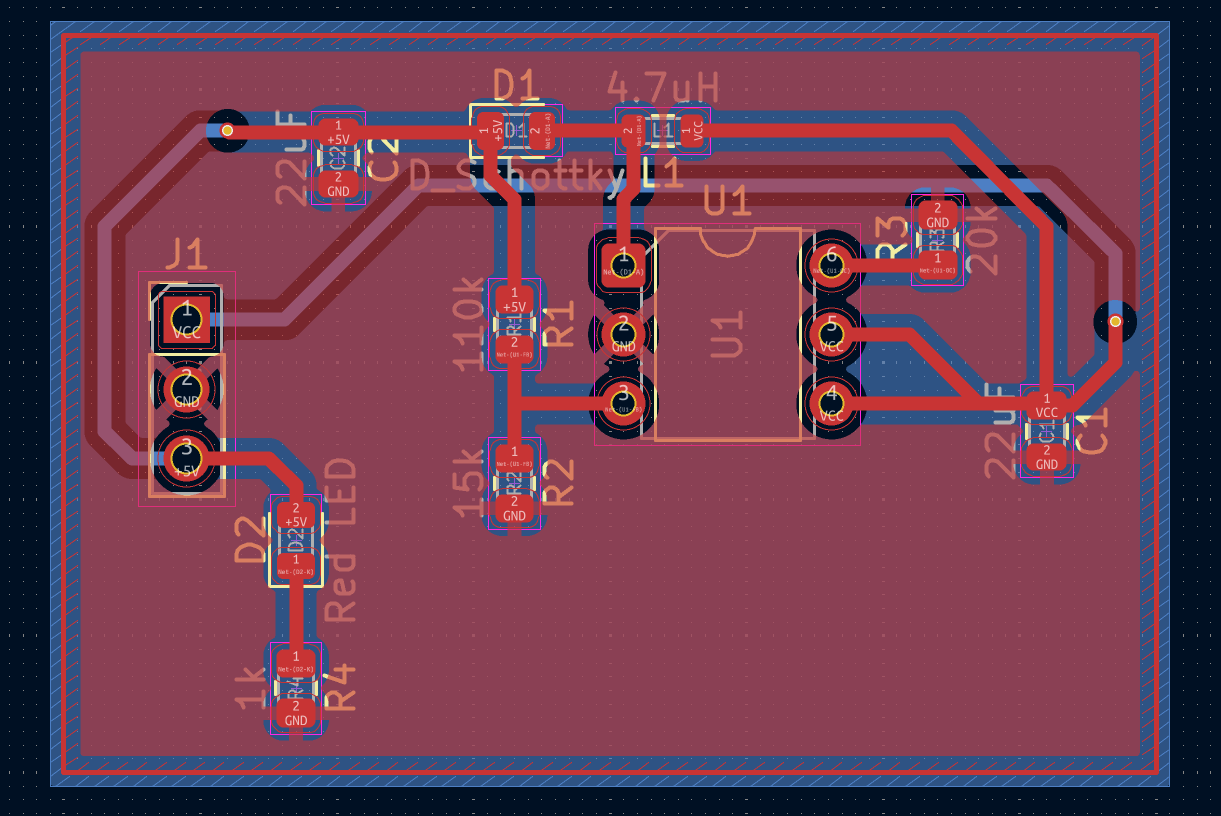 D1
4.7uH
22uF
1
+5V
C2
2
GND
C2
1
+5V
D1
2
Net-(D1-A)
2
Net-(D1-A)
L1
1
VCC
D_Schottky
L1
U1
J1
1
VCC
2
GND
3
+5V
110k
1
+5V
R1
2
Net-(U1-FB)
R1
1
Net-(D1-A)
2
GND
3
Net-(U1-FB)
U1
6
Net-(U1-OC)
5
VCC
4
VCC
R3
2
GND
R3
1
Net-(U1-OC)
20k
22uF
1
VCC
C1
2
GND
C1
15k
1
Net-(U1-FB)
R2
2
GND
R2
D2
2
+5V
D2
1
Net-(D2-K)
Red LED
1k
1
Net-(D2-K)
R4
2
GND
R4